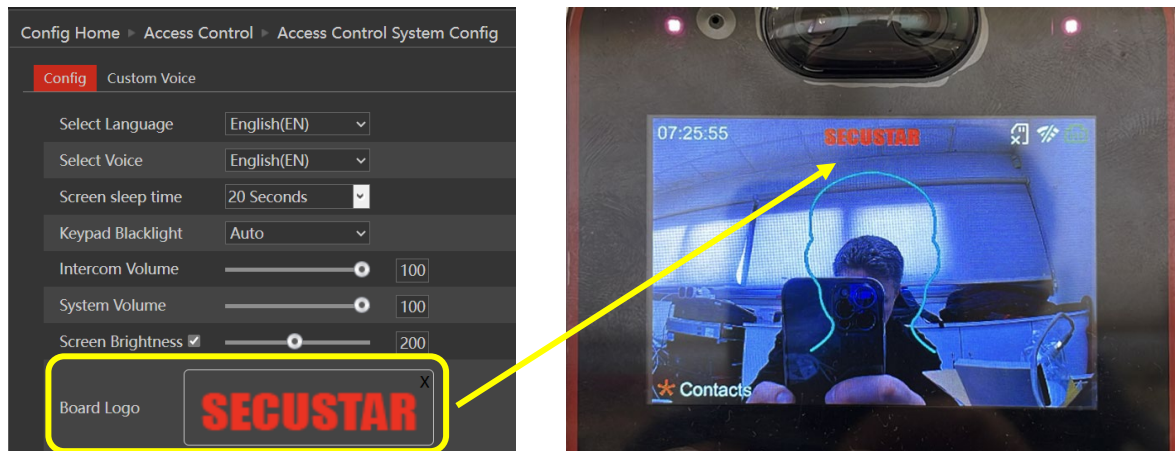 Config Home ▶ Access Control ▶ Access Control System Config
Config Custom Voice
Select Language English(EN)
Select Voice English(EN)
Screen sleep time 20 Seconds
Keypad Blacklight Auto
Intercom Volume 100
System Volume 100
Screen Brightness 200
Board Logo SECUSTAR X
07:25:55 SECUSTAR
* Contacts